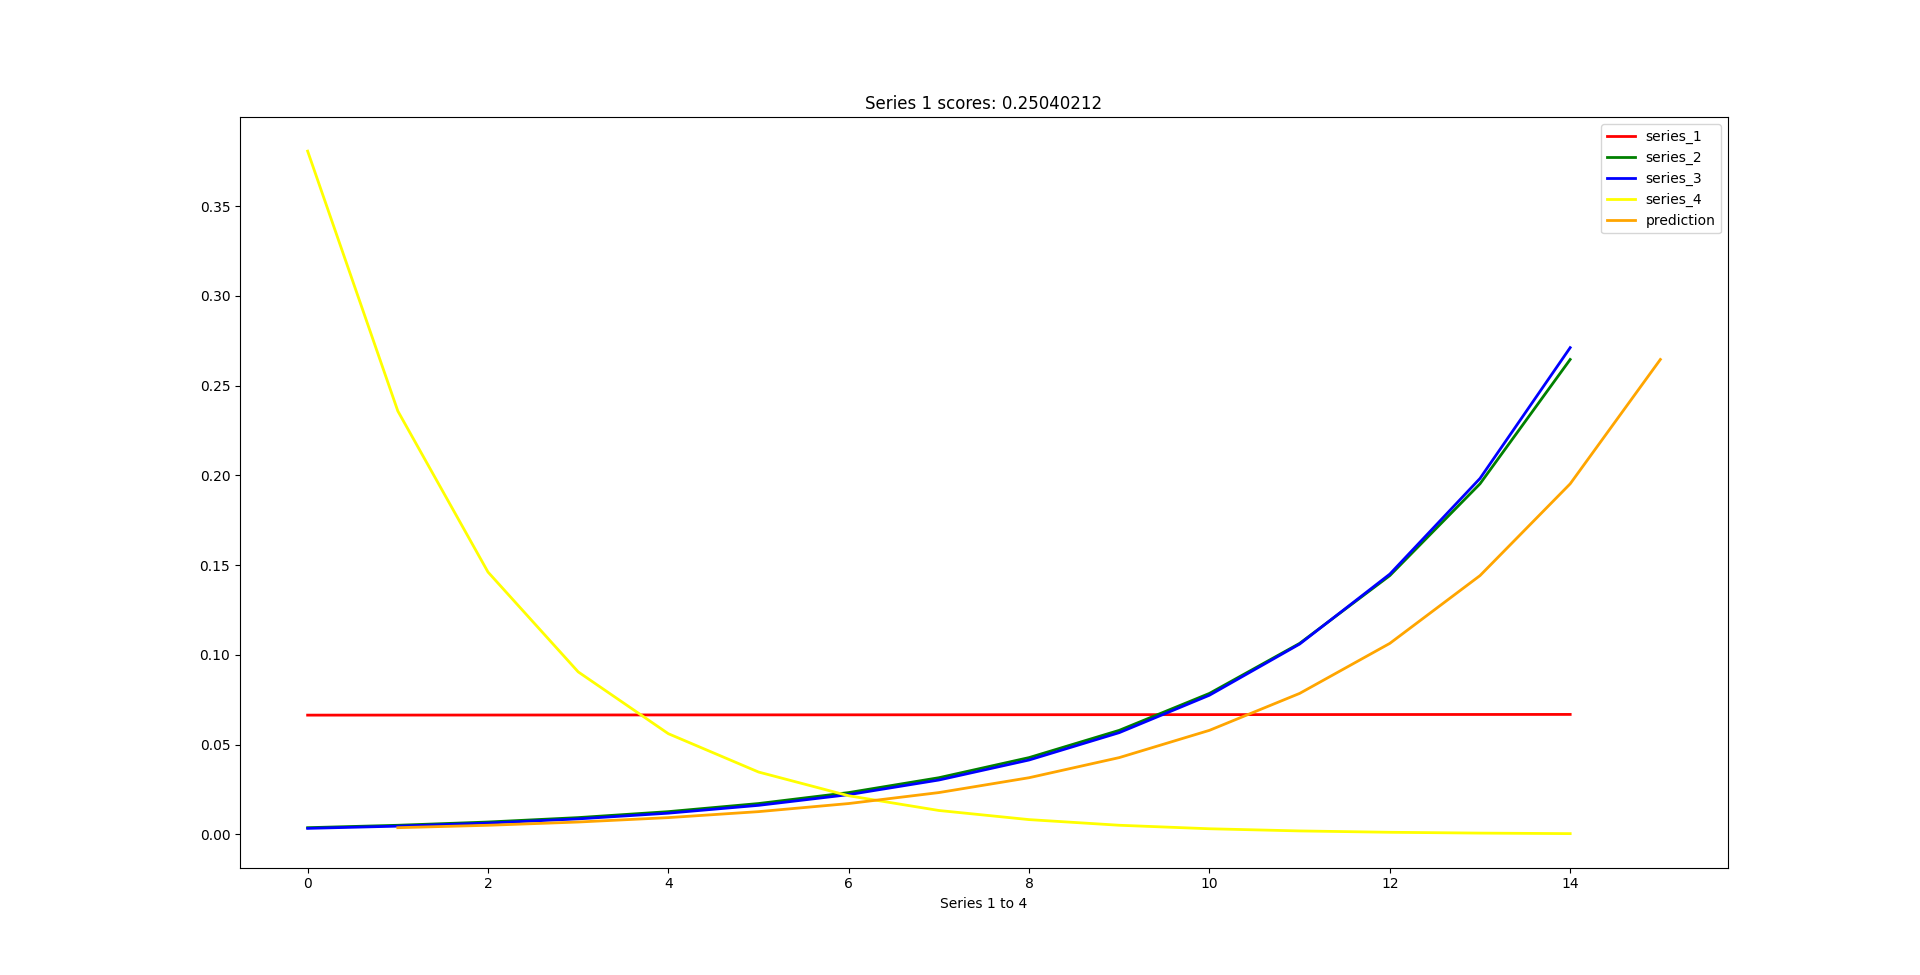 Series 1 scores: 0.25040212
series_1
series_2
series_3
series_4
prediction
0.35
0.30
0.25
0.20
0.15
0.10
0.05
0.00
0 2 4 6 8 10 12 14
Series 1 to 4